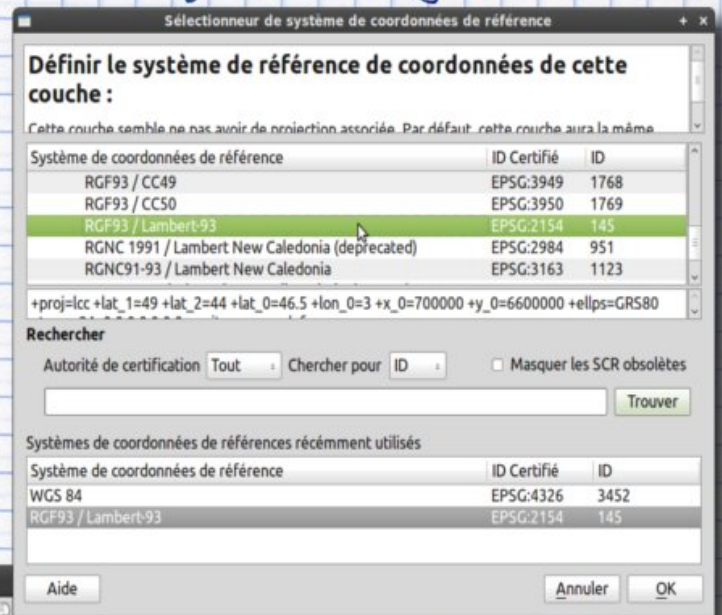 Sélectionneur de système de coordonnées de référence
Définir le système de référence de coordonnées de cette
couche :
Cette couche semble ne pas avoir de projection associée. Par défaut, cette couche aura la même
Système de coordonnées de référence ID Certifié ID
RGF93 / CC49 EPSG:3949 1768
RGF93 / CC50 EPSG:3950 1769
RGF93 / Lambert-93 EPSG:2154 145
RGNC 1991 / Lambert New Caledonia (deprecated) EPSG:2984 951
RGNC91-93 / Lambert New Caledonia EPSG:3163 1123
+proj=lcc +lat_1=49 +lat_2=44 +lat_0=46.5 +lon_0=3 +x_0=700000 +y_0=6600000 +ellps=GRS80
Rechercher
Autorité de certification Tout Chercher pour ID Masquer les SCR obsolètes
Trouver
Systèmes de coordonnées de références récémment utilisés
Système de coordonnées de référence ID Certifié ID
WGS 84 EPSG:4326 3452
RGF93 / Lambert-93 EPSG:2154 145
Aide Annuler OK